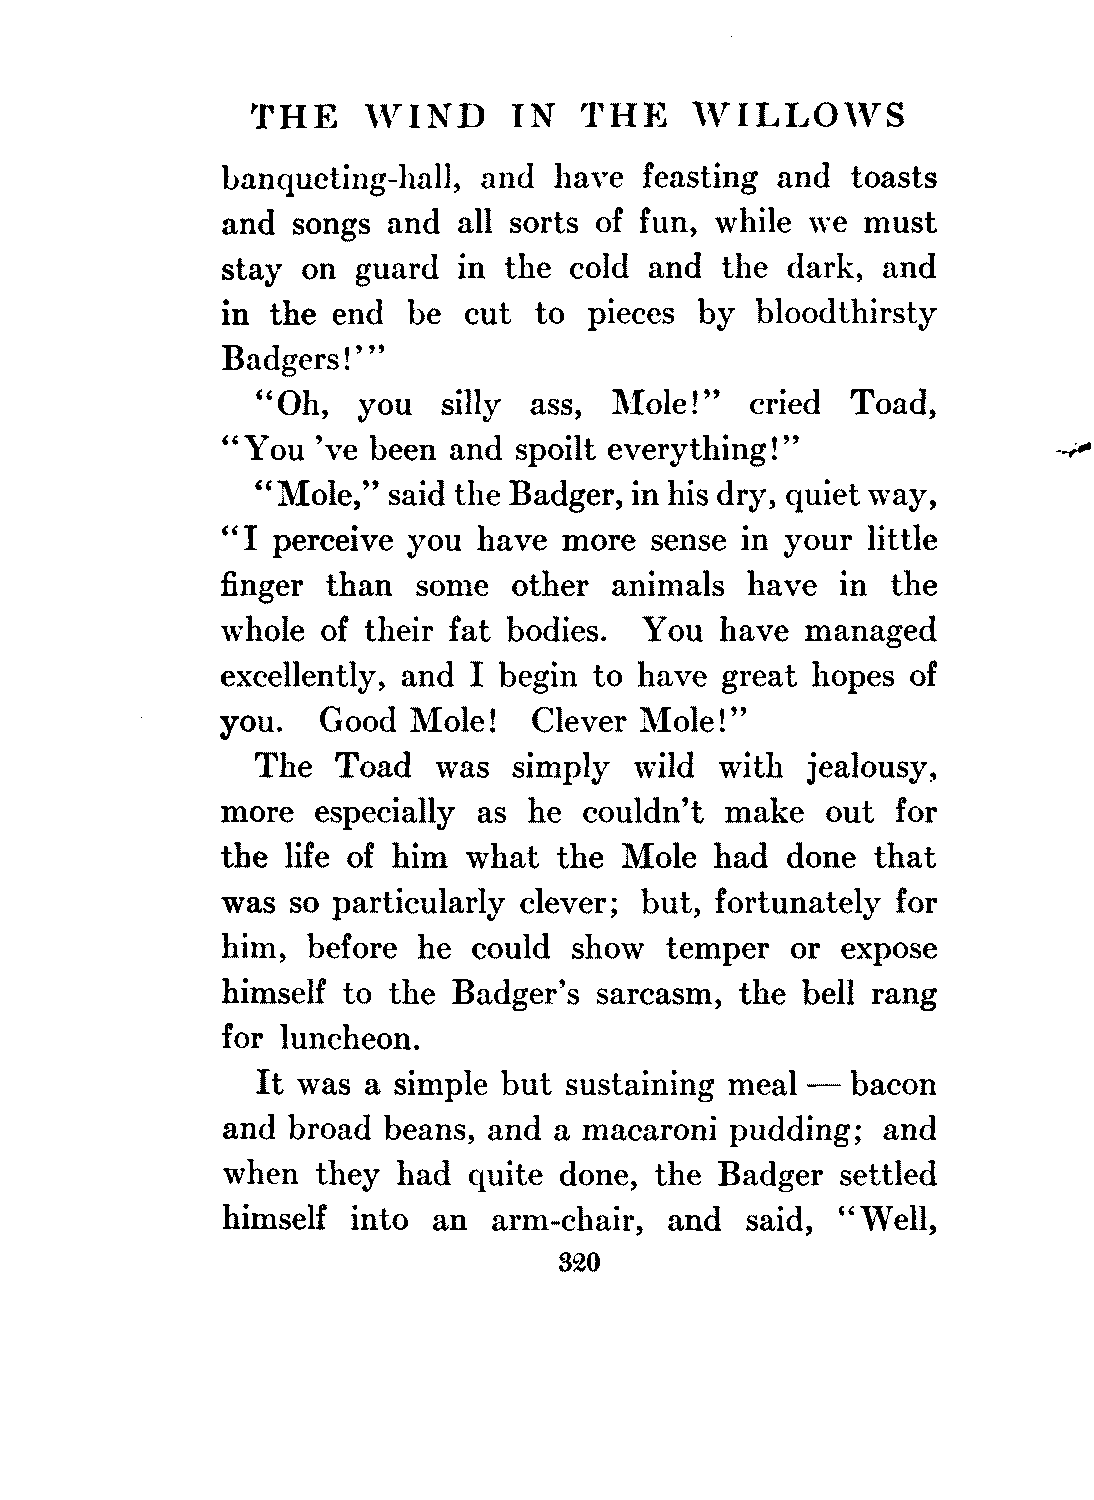 THE WIND IN THE WILLOWS
banqueting-hall, and have feasting and toasts
and songs and all sorts of fun, while we must
stay on guard in the cold and the dark, and
in the end be cut to pieces by bloodthirsty
Badgers!'"
"Oh, you silly ass, Mole!" cried Toad,
"You 've been and spoilt everything!"
"Mole," said the Badger, in his dry, quiet way,
"I perceive you have more sense in your little
finger than some other animals have in the
whole of their fat bodies. You have managed
excellently, and I begin to have great hopes of
you. Good Mole! Clever Mole!"
The Toad was simply wild with jealousy,
more especially as he couldn't make out for
the life of him what the Mole had done that
was so particularly clever; but, fortunately for
him, before he could show temper or expose
himself to the Badger's sarcasm, the bell rang
for luncheon.
It was a simple but sustaining meal — bacon
and broad beans, and a macaroni pudding; and
when they had quite done, the Badger settled
himself into an arm-chair, and said, "Well,
320